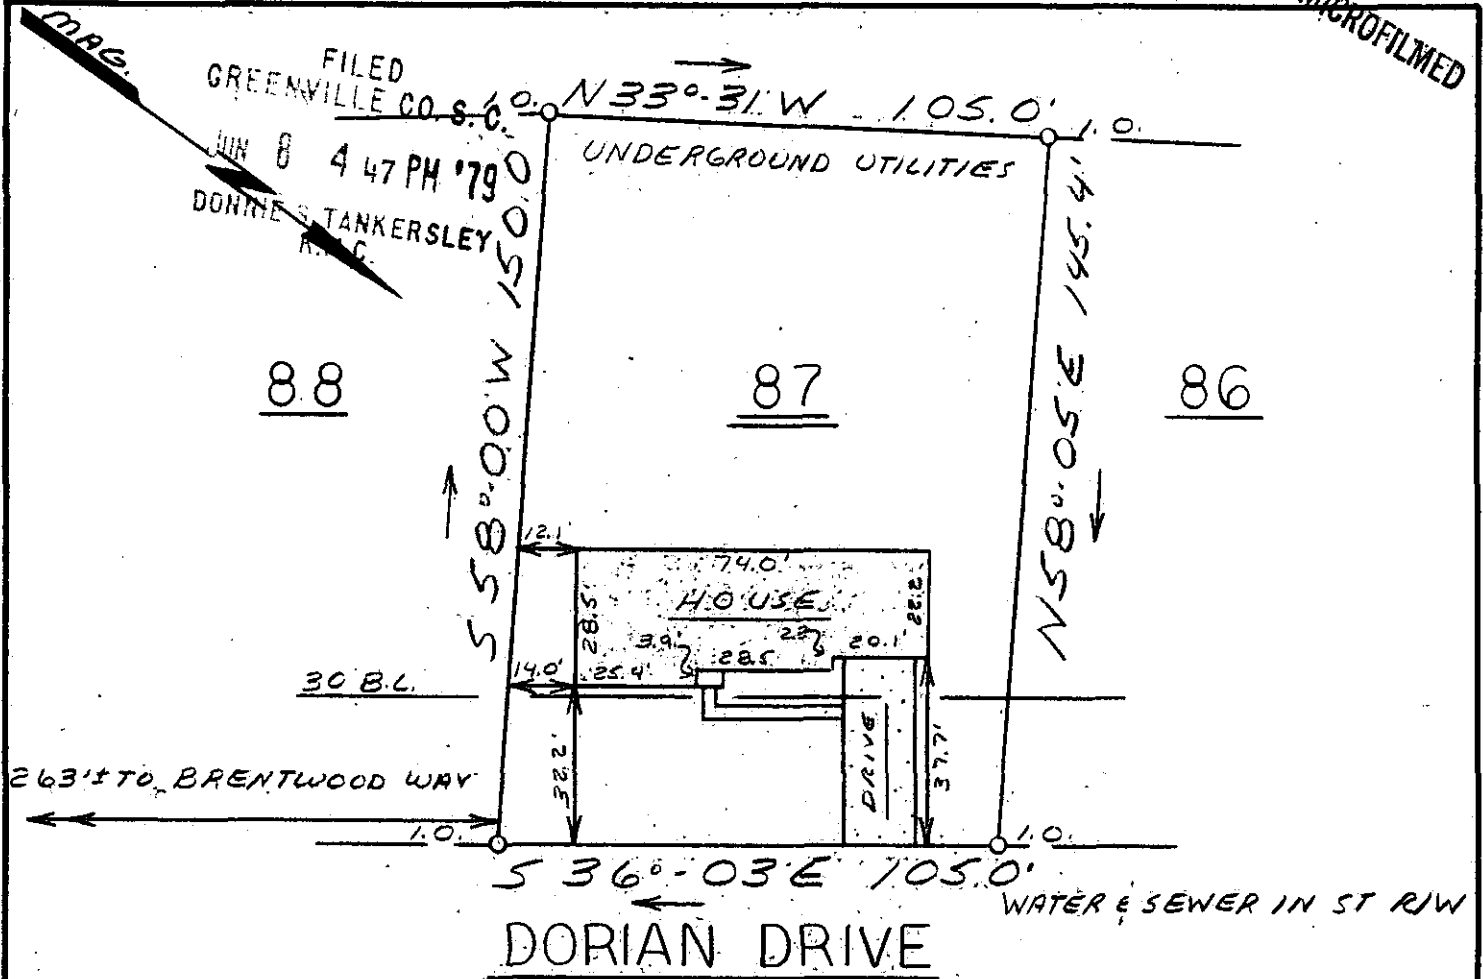 MAG.
MICROFILMED
FILED
GREENVILLE CO. S. C.
JUN 8 4 47 PM '79
DONNIE S. TANKERSLEY
R.M.C.
I.O. N 33°-31' W 105.0' I.O.
UNDERGROUND UTILITIES
S 58°-00 W 150.0
N 58°-05 E 145.4'
88
87
86
12.1'
74.0'
HOUSE
28.5'
22.2
3.9'
28.5
20.1'
14.0'
25.4'
30 B.L.
32.2'
DRIVE
37.7'
263'± TO BRENTWOOD WAY
I.O.
I.O.
S 36°-03 E 105.0'
WATER & SEWER IN ST R/W
DORIAN DRIVE